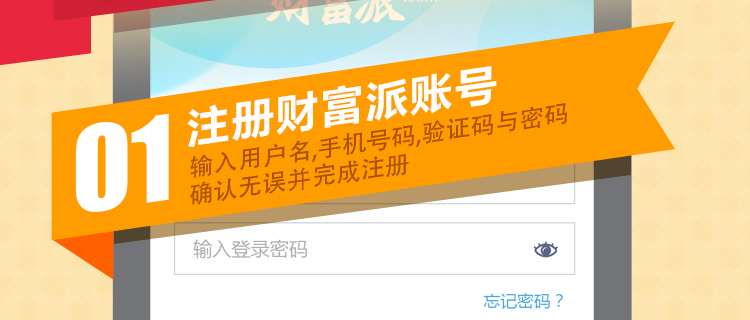 财富派
.com
01
注册财富派账号
输入用户名,手机号码,验证码与密码
确认无误并完成注册
输入登录密码
忘记密码？